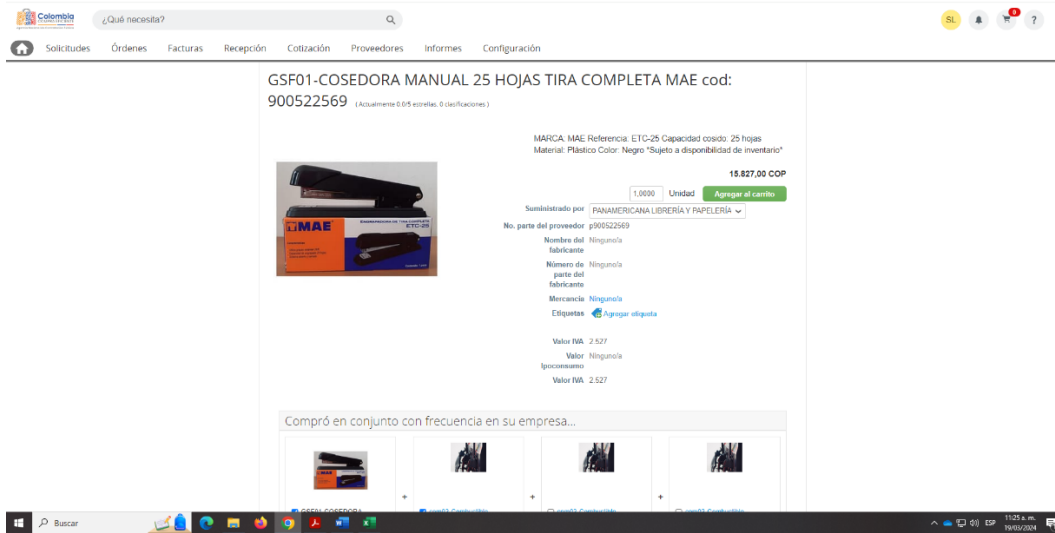 Colombia
¿Qué necesita?
SL
0
?
Solicitudes Órdenes Facturas Recepción Cotización Proveedores Informes Configuración
GSF01-COSEDORA MANUAL 25 HOJAS TIRA COMPLETA MAE cod:
900522569 ( Actualmente 0.0/5 estrellas, 0 clasificaciones )
MARCA: MAE Referencia: ETC-25 Capacidad cosido: 25 hojas
Material: Plástico Color: Negro *Sujeto a disponibilidad de inventario*
15.827,00 COP
1,0000 Unidad Agregar al carrito
Suministrado por PANAMERICANA LIBRERÍA Y PAPELERÍA
No. parte del proveedor p900522569
Nombre del Ninguno/a
fabricante
Número de Ninguno/a
parte del
fabricante
Mercancía Ninguno/a
Etiquetas Agregar etiqueta
Valor IVA 2.527
Valor Ninguno/a
Ipoconsumo
Valor IVA 2.527
MAE
ETC-25
Compró en conjunto con frecuencia en su empresa...
+ + +
GSF01-COSEDORA
Buscar
ESP
11:25 a. m.
19/03/2024